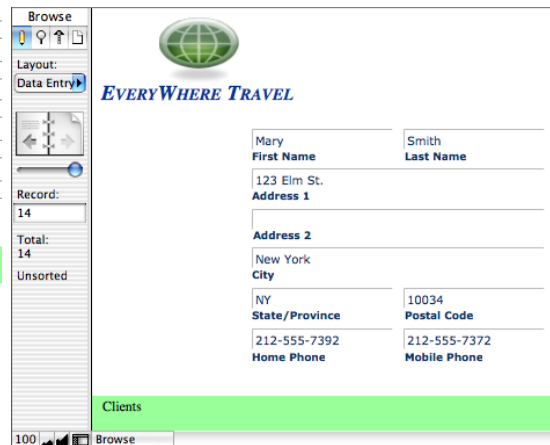 Browse
Layout:
Data Entry
Record:
14
Total:
14
Unsorted
EVERYWHERE TRAVEL
Mary Smith
First Name Last Name
123 Elm St.
Address 1
Address 2
New York
City
NY 10034
State/Province Postal Code
212-555-7392 212-555-7372
Home Phone Mobile Phone
Clients
100 Browse